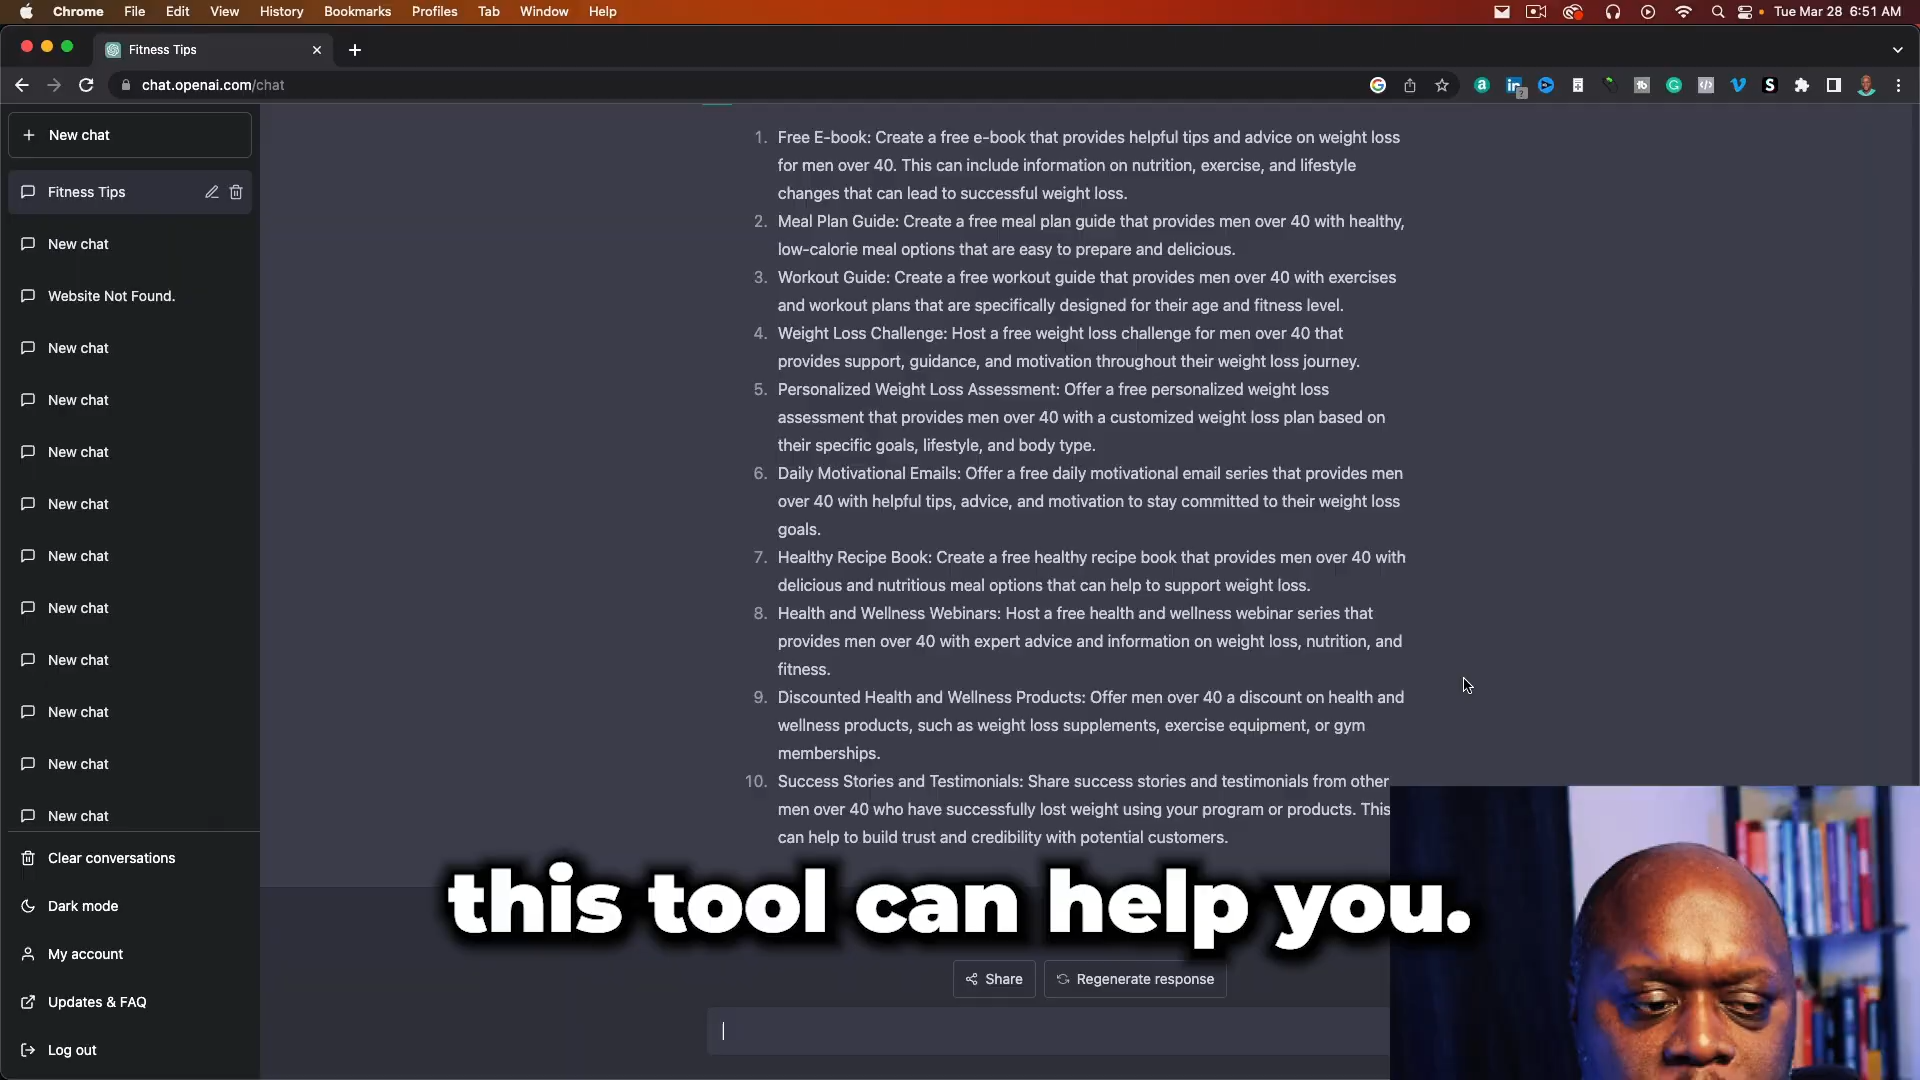 Chrome File Edit View History Bookmarks Profiles Tab Window Help Tue Mar 28 6:51 AM
Fitness Tips
chat.openai.com/chat
New chat
Fitness Tips
New chat
Website Not Found.
New chat
New chat
New chat
New chat
New chat
New chat
New chat
New chat
New chat
New chat
Clear conversations
Dark mode
My account
Updates & FAQ
Log out
1. Free E-book: Create a free e-book that provides helpful tips and advice on weight loss
for men over 40. This can include information on nutrition, exercise, and lifestyle
changes that can lead to successful weight loss.
2. Meal Plan Guide: Create a free meal plan guide that provides men over 40 with healthy,
low-calorie meal options that are easy to prepare and delicious.
3. Workout Guide: Create a free workout guide that provides men over 40 with exercises
and workout plans that are specifically designed for their age and fitness level.
4. Weight Loss Challenge: Host a free weight loss challenge for men over 40 that
provides support, guidance, and motivation throughout their weight loss journey.
5. Personalized Weight Loss Assessment: Offer a free personalized weight loss
assessment that provides men over 40 with a customized weight loss plan based on
their specific goals, lifestyle, and body type.
6. Daily Motivational Emails: Offer a free daily motivational email series that provides men
over 40 with helpful tips, advice, and motivation to stay committed to their weight loss
goals.
7. Healthy Recipe Book: Create a free healthy recipe book that provides men over 40 with
delicious and nutritious meal options that can help to support weight loss.
8. Health and Wellness Webinars: Host a free health and wellness webinar series that
provides men over 40 with expert advice and information on weight loss, nutrition, and
fitness.
9. Discounted Health and Wellness Products: Offer men over 40 a discount on health and
wellness products, such as weight loss supplements, exercise equipment, or gym
memberships.
10. Success Stories and Testimonials: Share success stories and testimonials from other
men over 40 who have successfully lost weight using your program or products. This
can help to build trust and credibility with potential customers.
this tool can help you.
Share Regenerate response